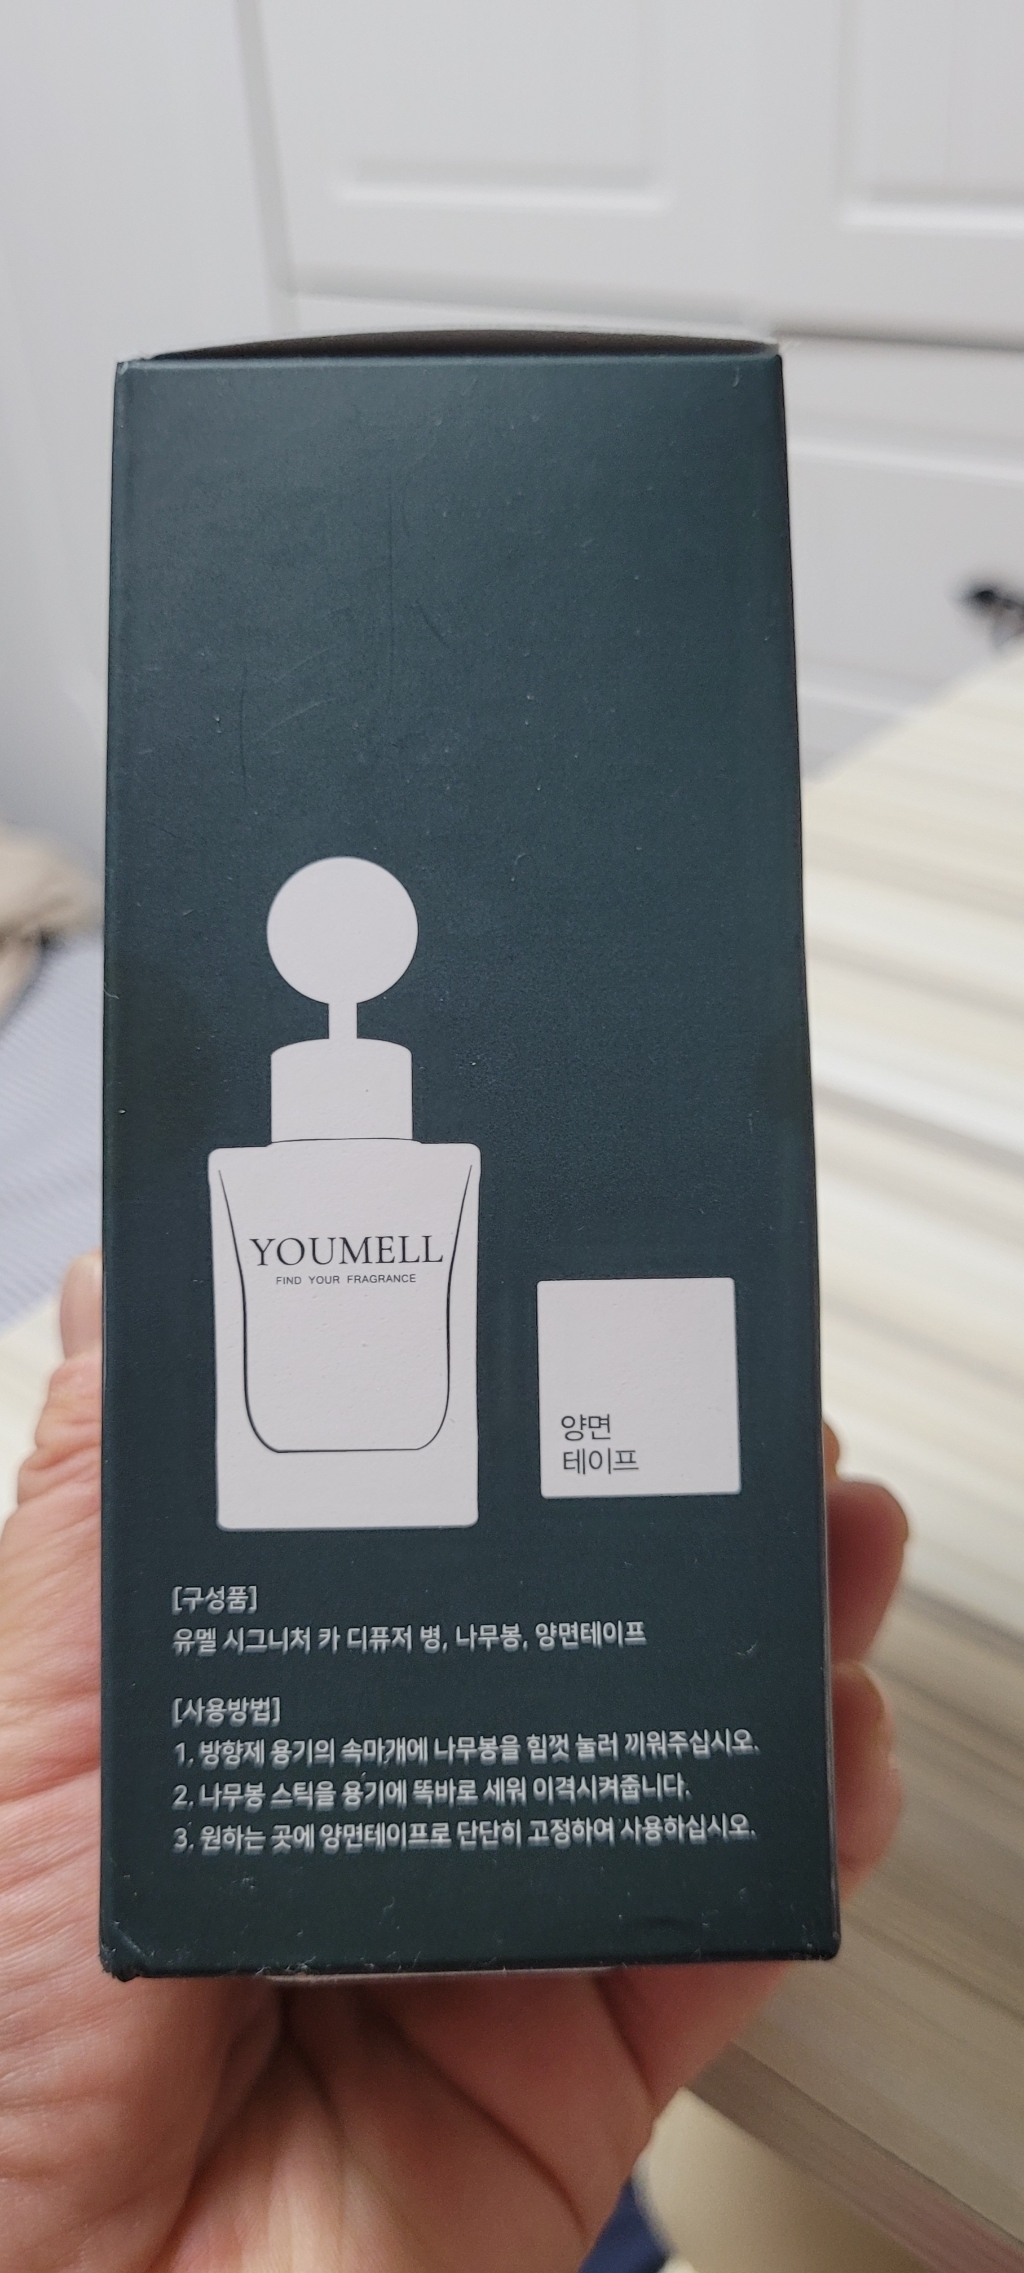 YOUMELL
FIND YOUR FRAGRANCE
양면
테이프
[구성품]
유멜 시그니처 카 디퓨저 병, 나무봉, 양면테이프
[사용방법]
1. 방향제 용기의 속마개에 나무봉을 힘껏 눌러 끼워주십시오.
2. 나무봉 스틱을 용기에 똑바로 세워 이격시켜줍니다.
3. 원하는 곳에 양면테이프로 단단히 고정하여 사용하십시오.